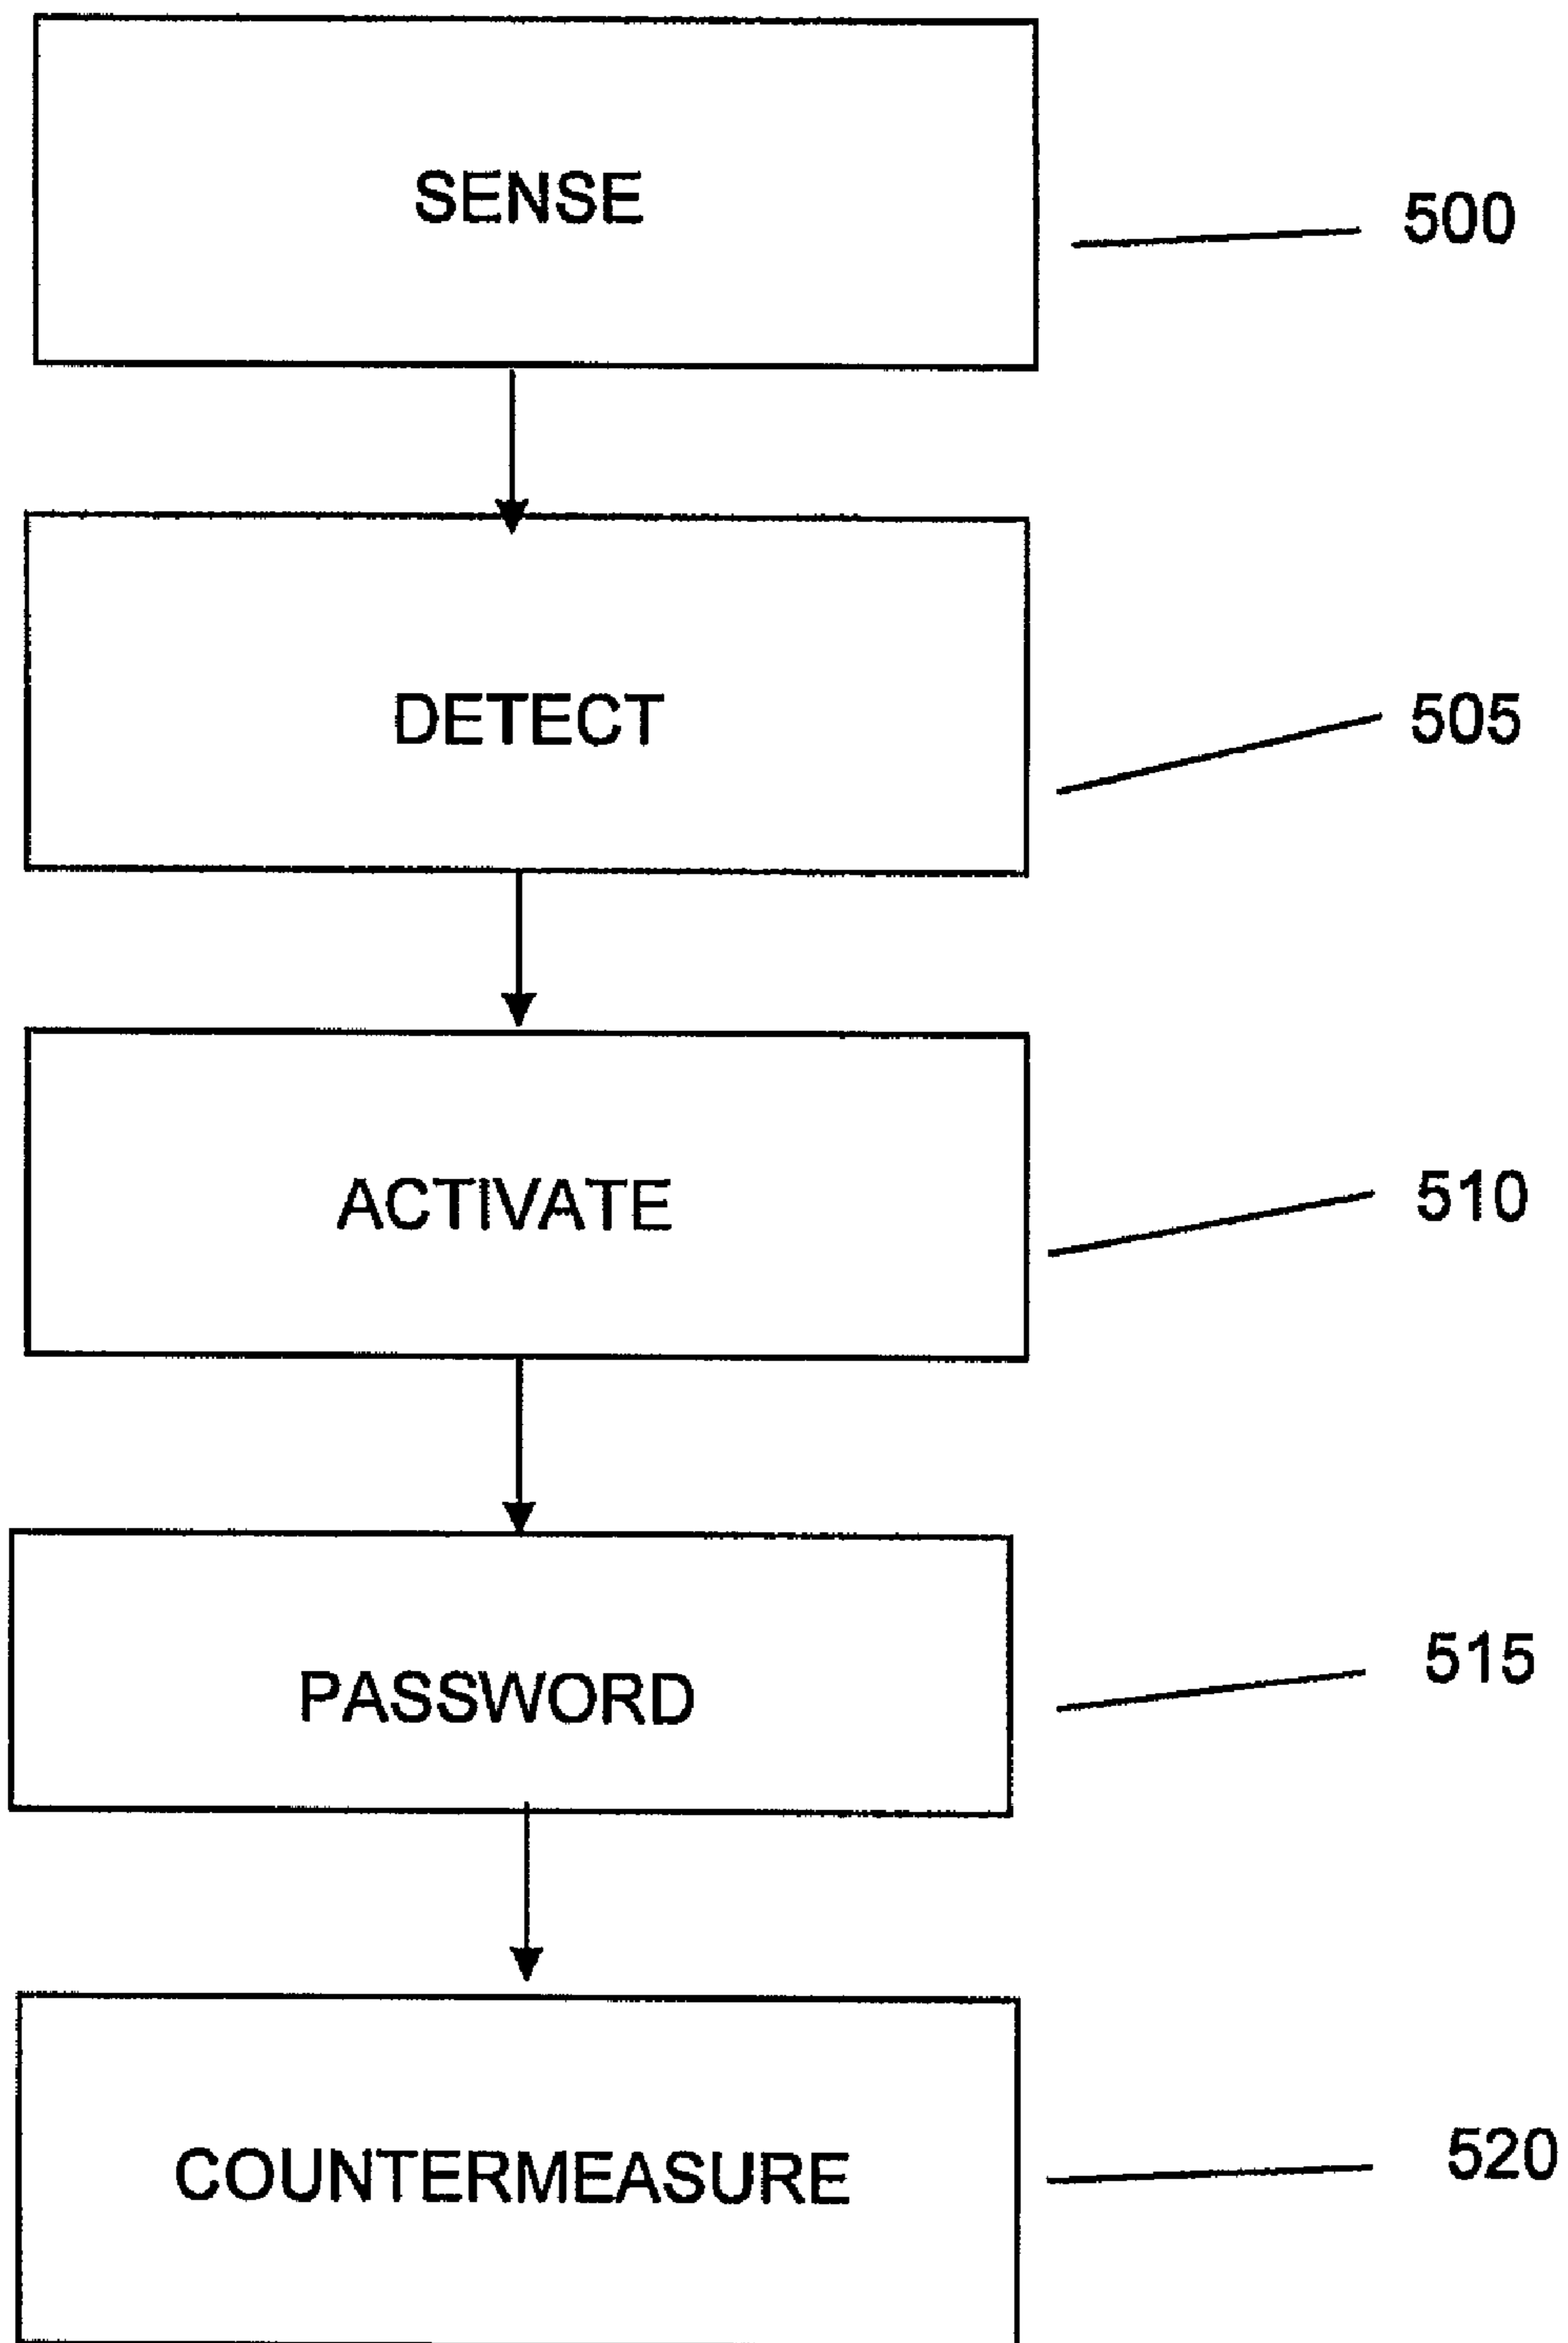 SENSE
500
DETECT
505
ACTIVATE
510
PASSWORD
515
COUNTERMEASURE
520